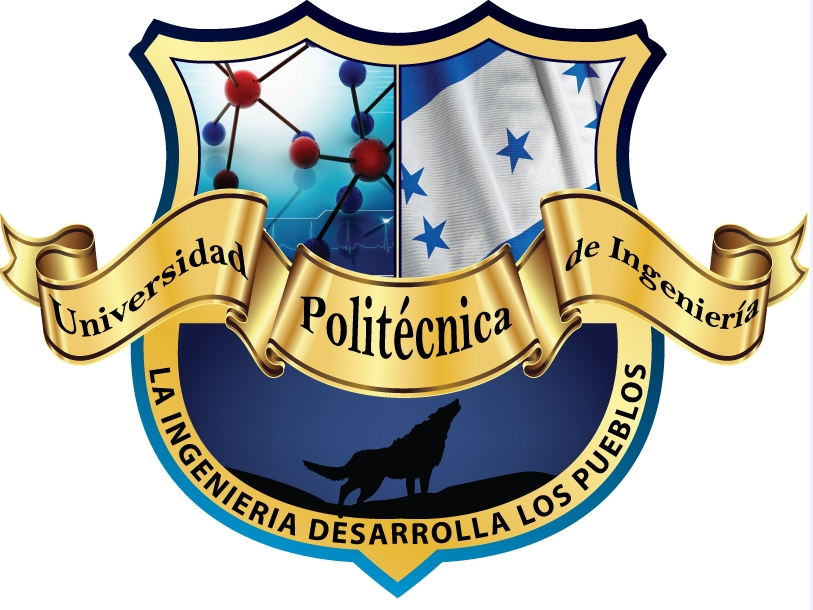 Universidad
Politécnica
de Ingeniería
LA INGENIERIA DESARROLLA LOS PUEBLOS